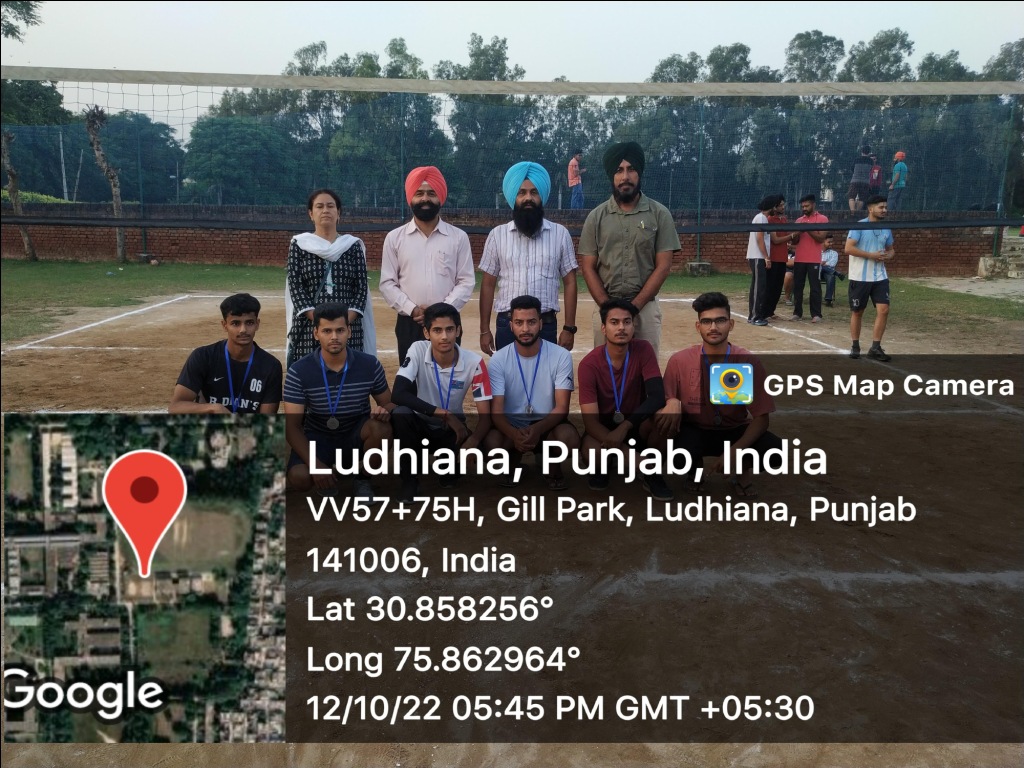 06
GPS Map Camera
Ludhiana, Punjab, India
VV57+75H, Gill Park, Ludhiana, Punjab
141006, India
Lat 30.858256°
Long 75.862964°
12/10/22 05:45 PM GMT +05:30
Google